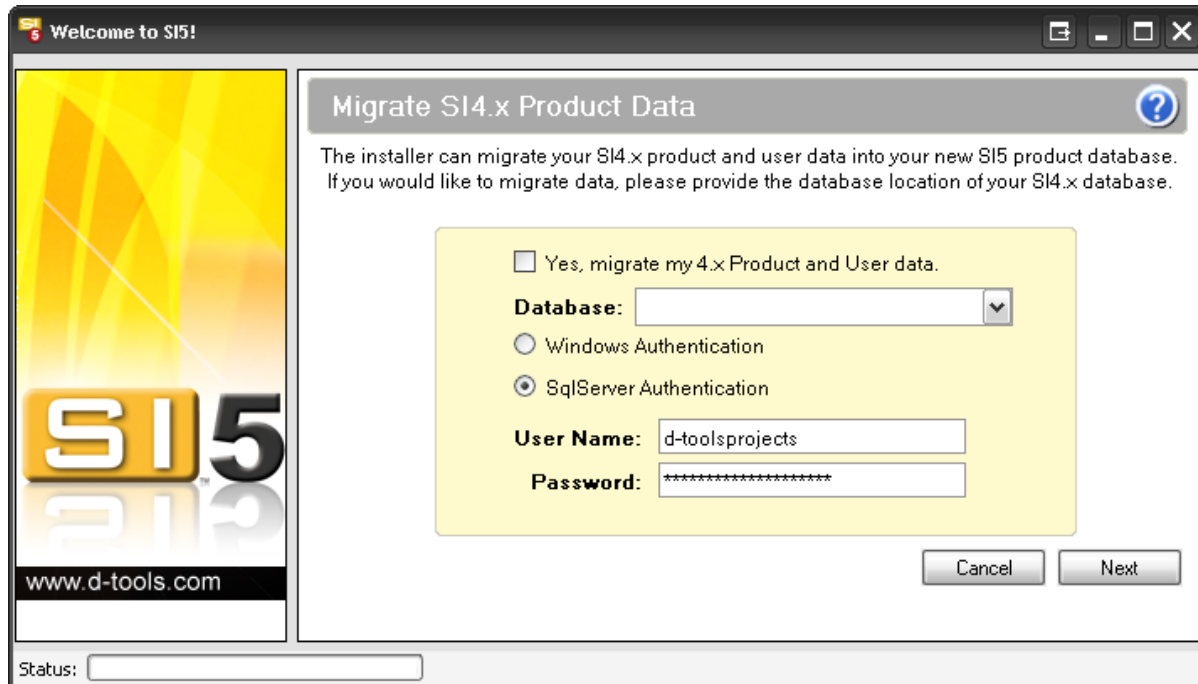 Welcome to SI5!
Migrate SI4.x Product Data
The installer can migrate your SI4.x product and user data into your new SI5 product database.
If you would like to migrate data, please provide the database location of your SI4.x database.
Yes, migrate my 4.x Product and User data.
Database:
Windows Authentication
SqlServer Authentication
User Name: d-toolsprojects
Password: ********************
Cancel Next
SI5™
www.d-tools.com
Status: